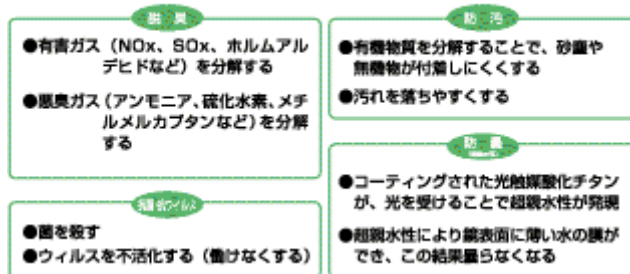 脱臭
●有害ガス（NOx、SOx、ホルムアル
デヒドなど）を分解する
●悪臭ガス（アンモニア、硫化水素、メチ
ルメルカプタンなど）を分解
する
抗菌・抗ウイルス
●菌を殺す
●ウィルスを不活化する（働けなくする）
防汚
●有機物質を分解することで、砂塵や
無機物が付着しにくくする
●汚れを落ちやすくする
防曇
●コーティングされた光触媒酸化チタン
が、光を受けることで超親水性が発現
●超親水性により鏡表面に薄い水の膜が
でき、この結果曇らなくなる